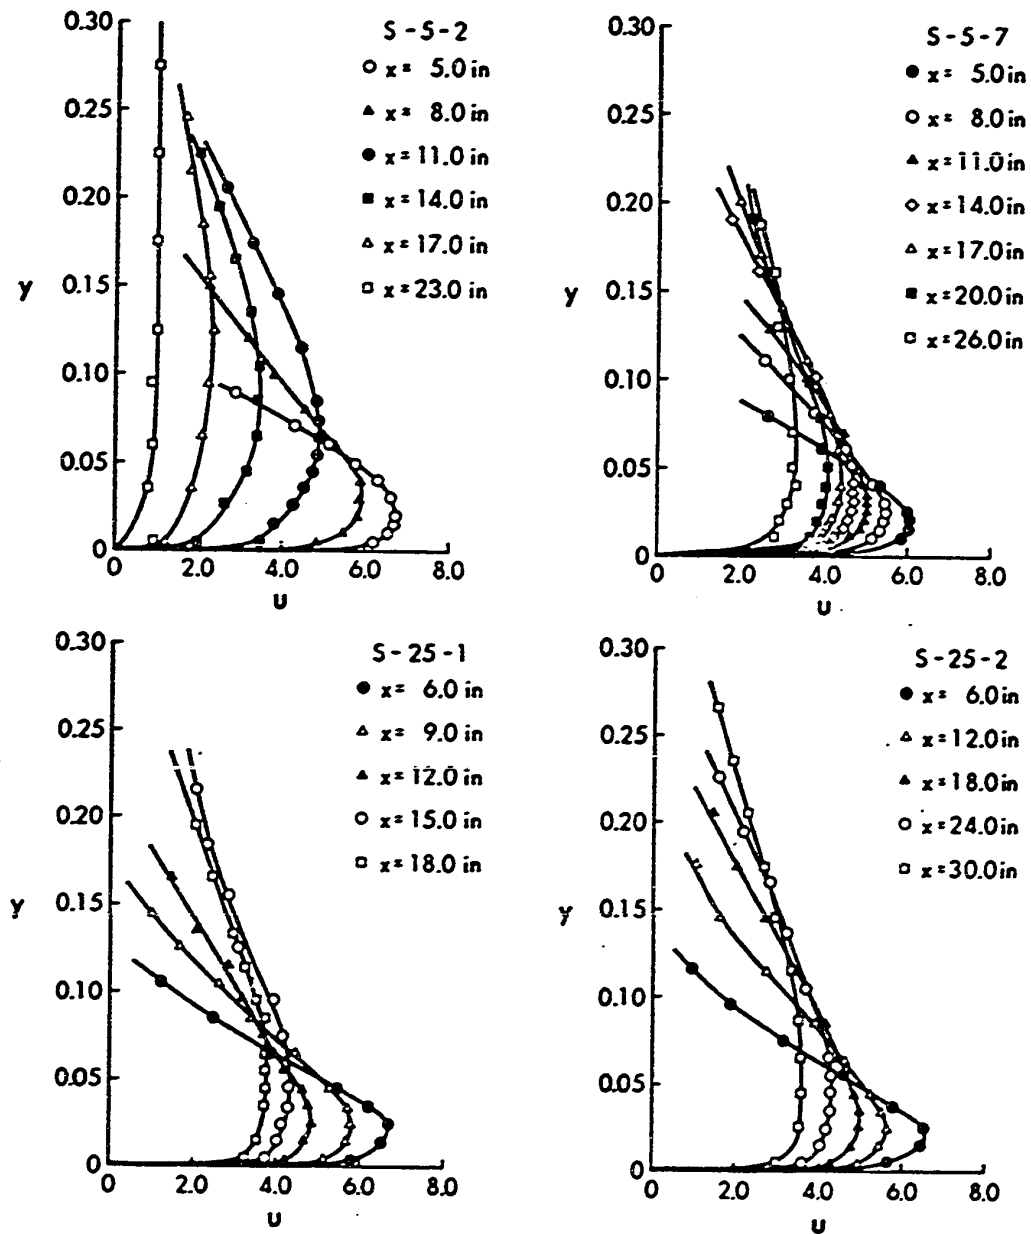 S-5-2
x= 5.0 in
x= 8.0 in
x= 11.0 in
x= 14.0 in
x= 17.0 in
x= 23.0 in
0.30
0.25
0.20
0.15
0.10
0.05
0
y
0 2.0 4.0 6.0 8.0
U
S-5-7
x= 5.0 in
x= 8.0 in
x= 11.0 in
x= 14.0 in
x= 17.0 in
x= 20.0 in
x= 26.0 in
0.30
0.25
0.20
0.15
0.10
0.05
0
y
0 2.0 4.0 6.0 8.0
U
S-25-1
x= 6.0 in
x= 9.0 in
x= 12.0 in
x= 15.0 in
x= 18.0 in
0.30
0.25
0.20
0.15
0.10
0.05
0
y
0 2.0 4.0 6.0 8.0
U
S-25-2
x= 6.0 in
x= 12.0 in
x= 18.0 in
x= 24.0 in
x= 30.0 in
0.30
0.25
0.20
0.15
0.10
0.05
0
y
0 2.0 4.0 6.0 8.0
U